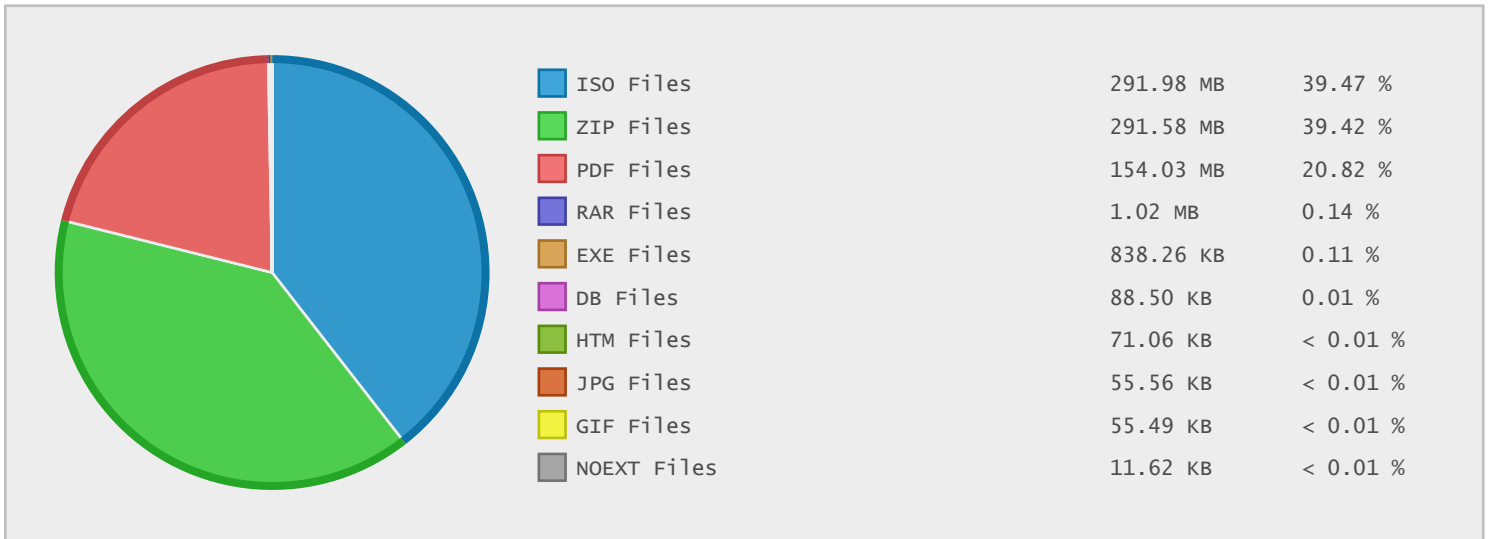 ISO Files 291.98 MB 39.47 %
ZIP Files 291.58 MB 39.42 %
PDF Files 154.03 MB 20.82 %
RAR Files 1.02 MB 0.14 %
EXE Files 838.26 KB 0.11 %
DB Files 88.50 KB 0.01 %
HTM Files 71.06 KB < 0.01 %
JPG Files 55.56 KB < 0.01 %
GIF Files 55.49 KB < 0.01 %
NOEXT Files 11.62 KB < 0.01 %